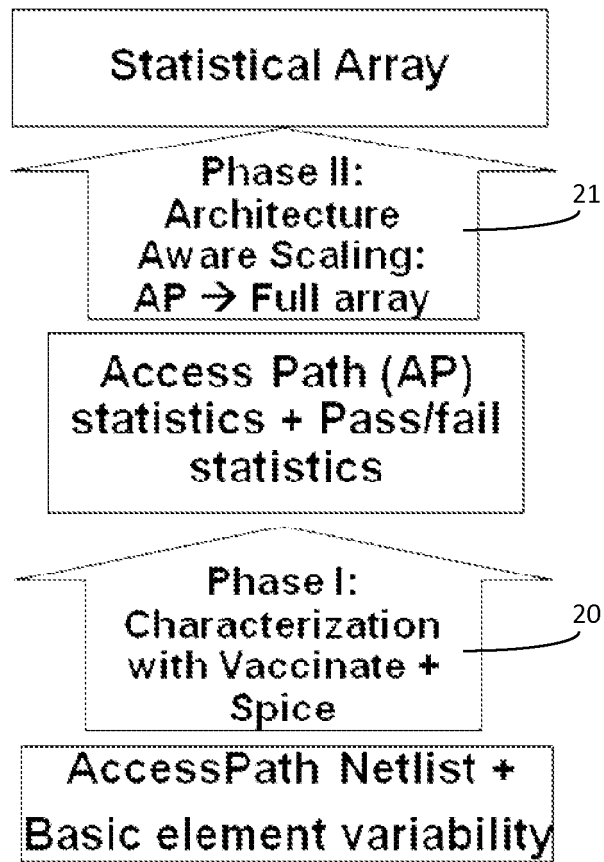 Statistical Array
Phase II:
Architecture
Aware Scaling:
AP → Full array
21
Access Path (AP)
statistics + Pass/fail
statistics
Phase I:
Characterization
with Vaccinate +
Spice
20
AccessPath Netlist +
Basic element variability